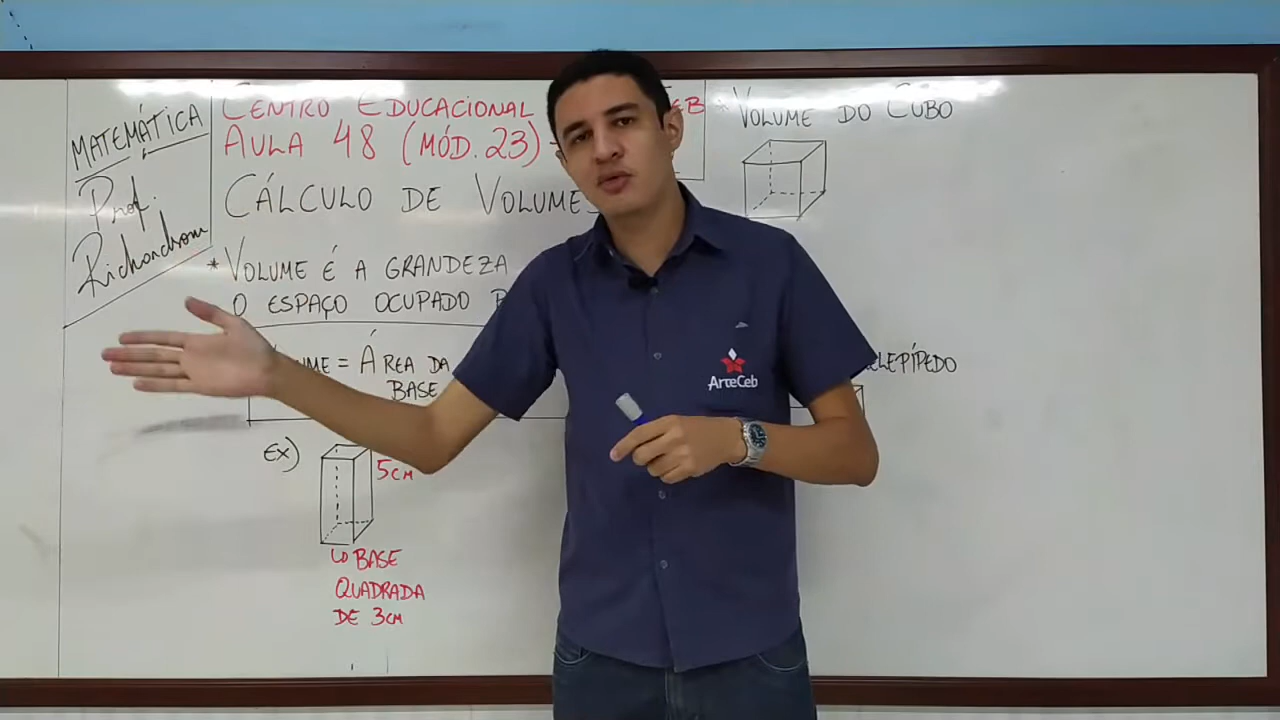 MATEMÁTICA
Prof.
Richardson
CENTRO EDUCACIONAL
AULA 48 (MÓD. 23) -
CÁLCULO DE VOLUMES
* VOLUME É A GRANDEZA
O ESPAÇO OCUPADO
= ÁREA DA
BASE
EX)
5CM
BASE
QUADRADA
DE 3CM
* VOLUME DO CUBO
ArteCeb